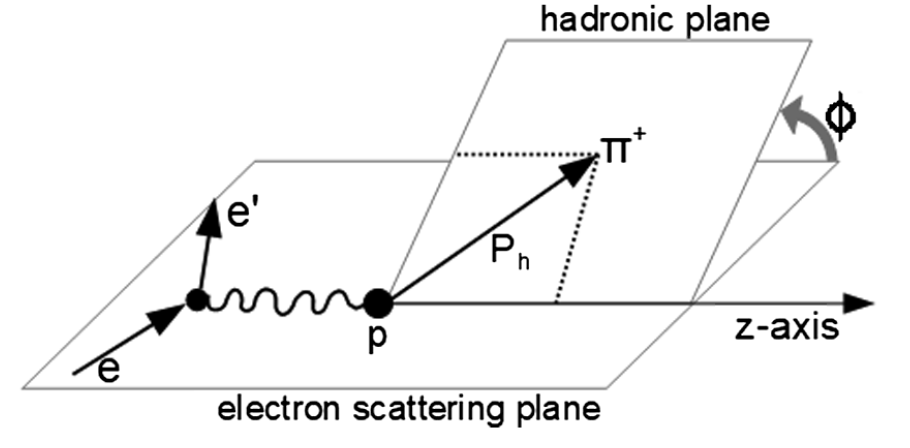 hadronic plane
ϕ
π⁺
e'
Pₕ
p
z-axis
e
electron scattering plane